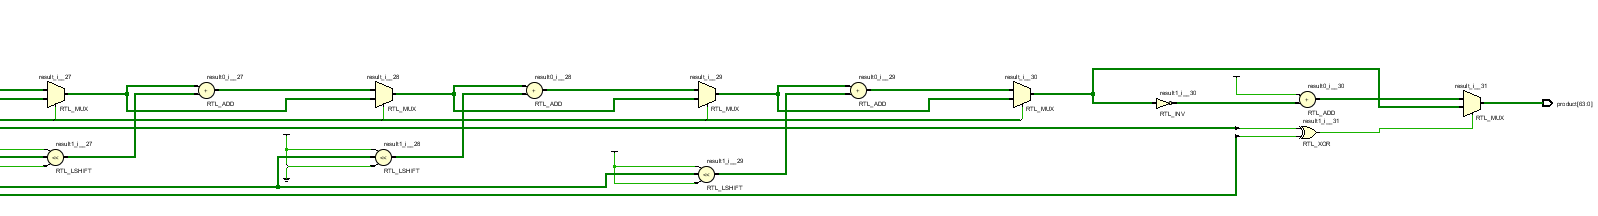 result_i__27
result0_i__27
result_i__28
result0_i__28
result_i__29
result0_i__29
result_i__30
result0_i__30
result_i__31
+
+
+
+
RTL_MUX
RTL_ADD
RTL_MUX
RTL_ADD
RTL_MUX
RTL_ADD
RTL_MUX
result1_i__30
RTL_INV
RTL_ADD
RTL_MUX
product[63:0]
result1_i__31
RTL_XOR
result1_i__27
<<
RTL_LSHIFT
result1_i__28
<<
RTL_LSHIFT
result1_i__29
<<
RTL_LSHIFT